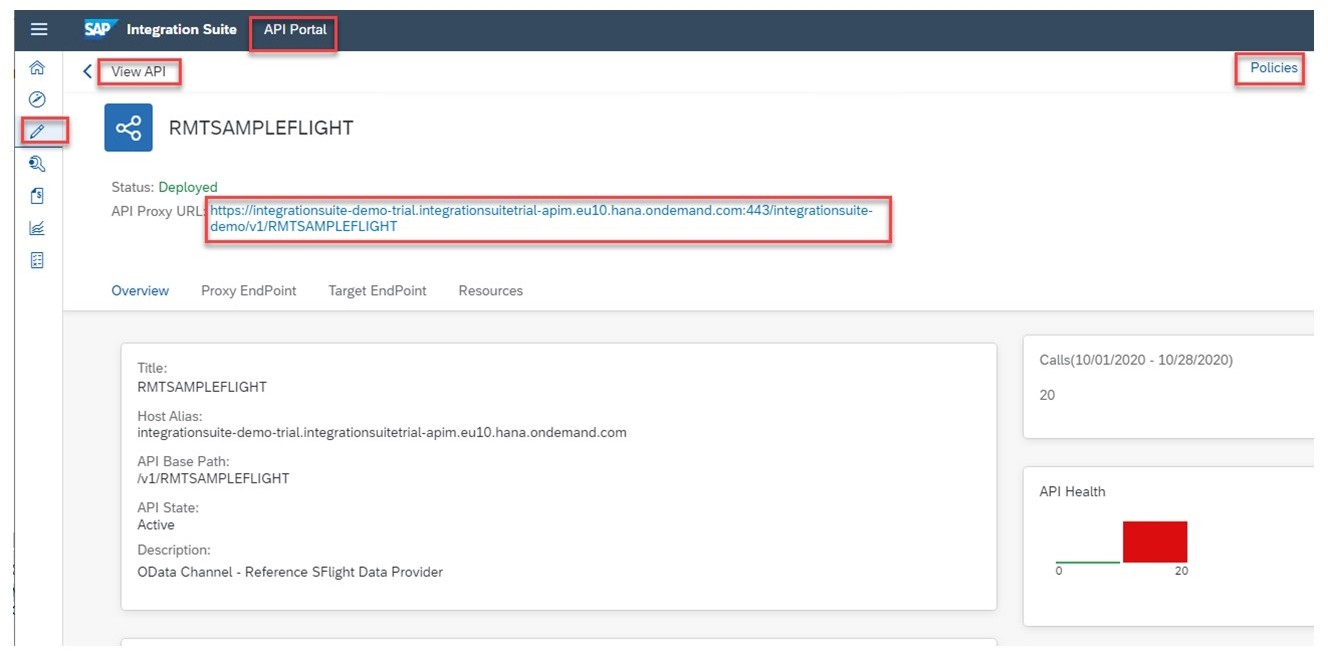 SAP Integration Suite API Portal
View API
Policies
RMTSAMPLEFLIGHT
Status: Deployed
API Proxy URL: https://integrationsuite-demo-trial.integrationsuitetrial-apim.eu10.hana.ondemand.com:443/integrationsuite-
demo/v1/RMTSAMPLEFLIGHT
Overview Proxy EndPoint Target EndPoint Resources
Title:
RMTSAMPLEFLIGHT
Host Alias:
integrationsuite-demo-trial.integrationsuitetrial-apim.eu10.hana.ondemand.com
API Base Path:
/v1/RMTSAMPLEFLIGHT
API State:
Active
Description:
OData Channel - Reference SFlight Data Provider
Calls(10/01/2020 - 10/28/2020)
20
API Health
0 20